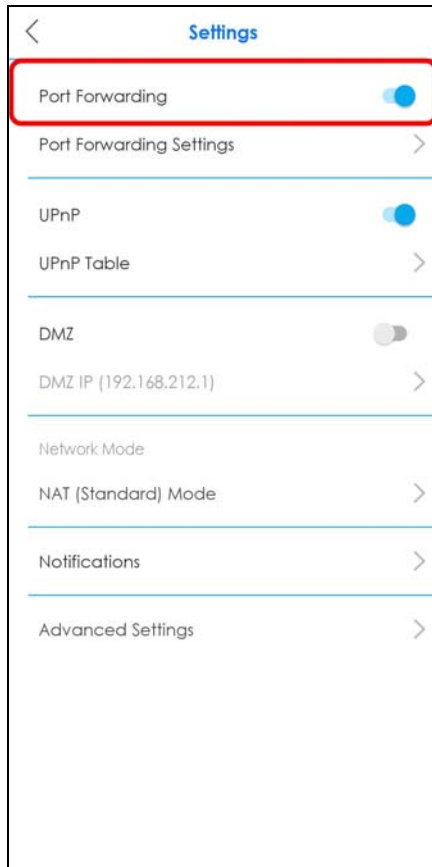 Settings
Port Forwarding
Port Forwarding Settings
UPnP
UPnP Table
DMZ
DMZ IP (192.168.212.1)
Network Mode
NAT (Standard) Mode
Notifications
Advanced Settings